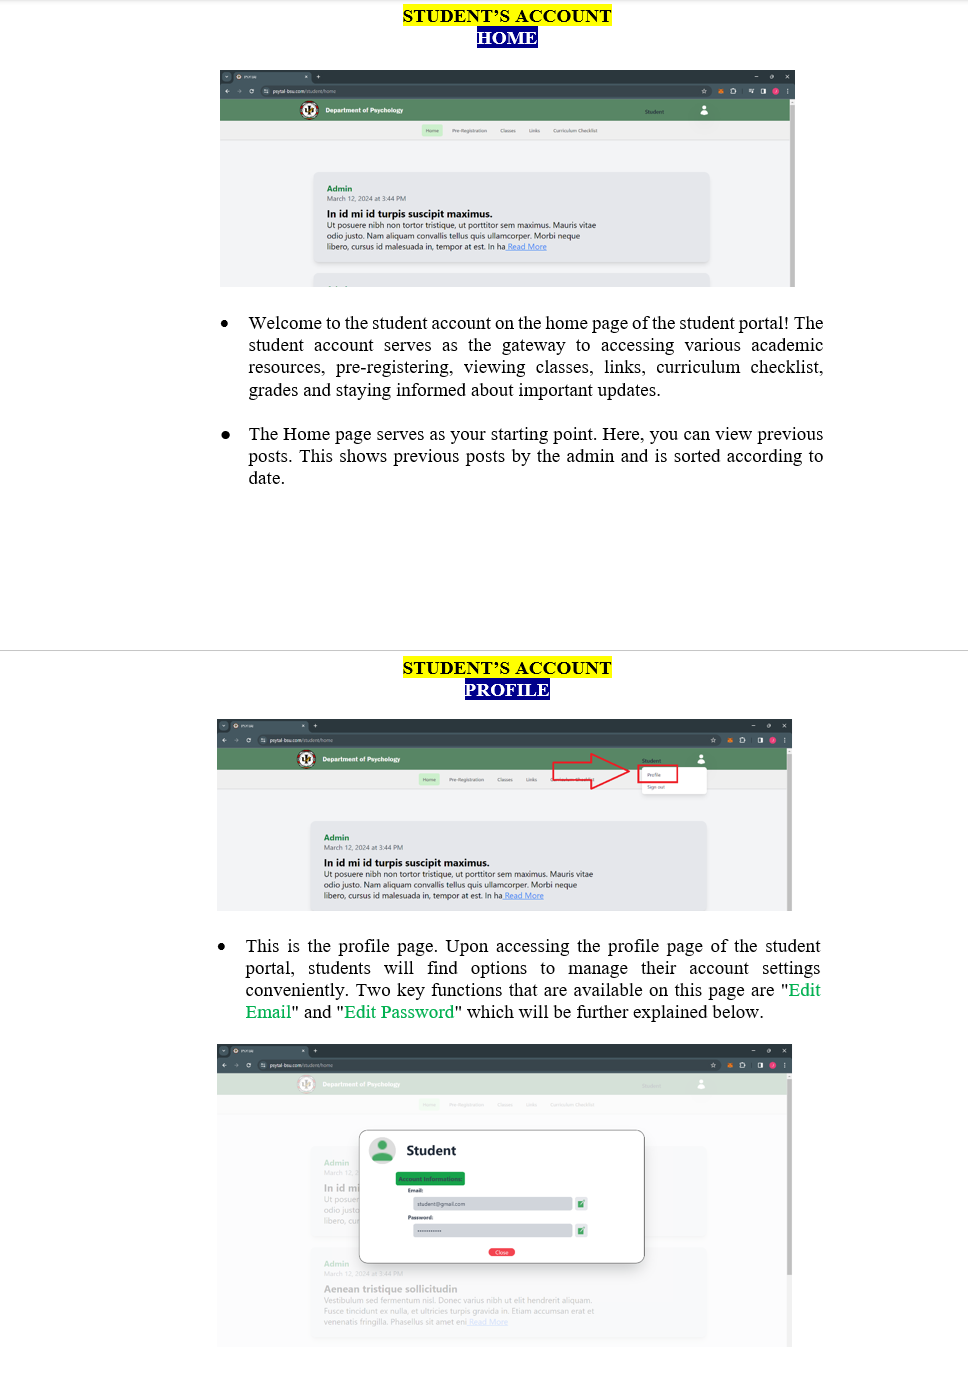 STUDENT'S ACCOUNT
HOME
psytal-bsu.com/student/home
Department of Psychology
Student
Home Pre-Registration Classes Links Curriculum Checklist
Admin
March 12, 2024 at 3:44 PM
In id mi id turpis suscipit maximus.
Ut posuere nibh non tortor tristique, ut porttitor sem maximus. Mauris vitae
odio justo. Nam aliquam convallis tellus quis ullamcorper. Morbi neque
libero, cursus id malesuada in, tempor at est. In ha Read More
• Welcome to the student account on the home page of the student portal! The
student account serves as the gateway to accessing various academic
resources, pre-registering, viewing classes, links, curriculum checklist,
grades and staying informed about important updates.
• The Home page serves as your starting point. Here, you can view previous
posts. This shows previous posts by the admin and is sorted according to
date.
STUDENT'S ACCOUNT
PROFILE
psytal-bsu.com/student/home
Department of Psychology
Student
Home Pre-Registration Classes Links Curriculum Checklist
Profile
Sign out
Admin
March 12, 2024 at 3:44 PM
In id mi id turpis suscipit maximus.
Ut posuere nibh non tortor tristique, ut porttitor sem maximus. Mauris vitae
odio justo. Nam aliquam convallis tellus quis ullamcorper. Morbi neque
libero, cursus id malesuada in, tempor at est. In ha Read More
• This is the profile page. Upon accessing the profile page of the student
portal, students will find options to manage their account settings
conveniently. Two key functions that are available on this page are "Edit
Email" and "Edit Password" which will be further explained below.
psytal-bsu.com/student/home
Department of Psychology
Student
Home Pre-Registration Classes Links Curriculum Checklist
Student
Account Informations:
Email:
student@gmail.com
Password:
Close
Admin
March 12, 2
In id mi
Ut posuer
odio justo
libero, cur
Admin
March 12, 2024 at 3:44 PM
Aenean tristique sollicitudin
Vestibulum sed fermentum nisl. Donec varius nibh ut elit hendrerit aliquam.
Fusce tincidunt ex nulla, et ultricies turpis gravida in. Etiam accumsan erat et
venenatis fringilla. Phasellus sit amet eni Read More